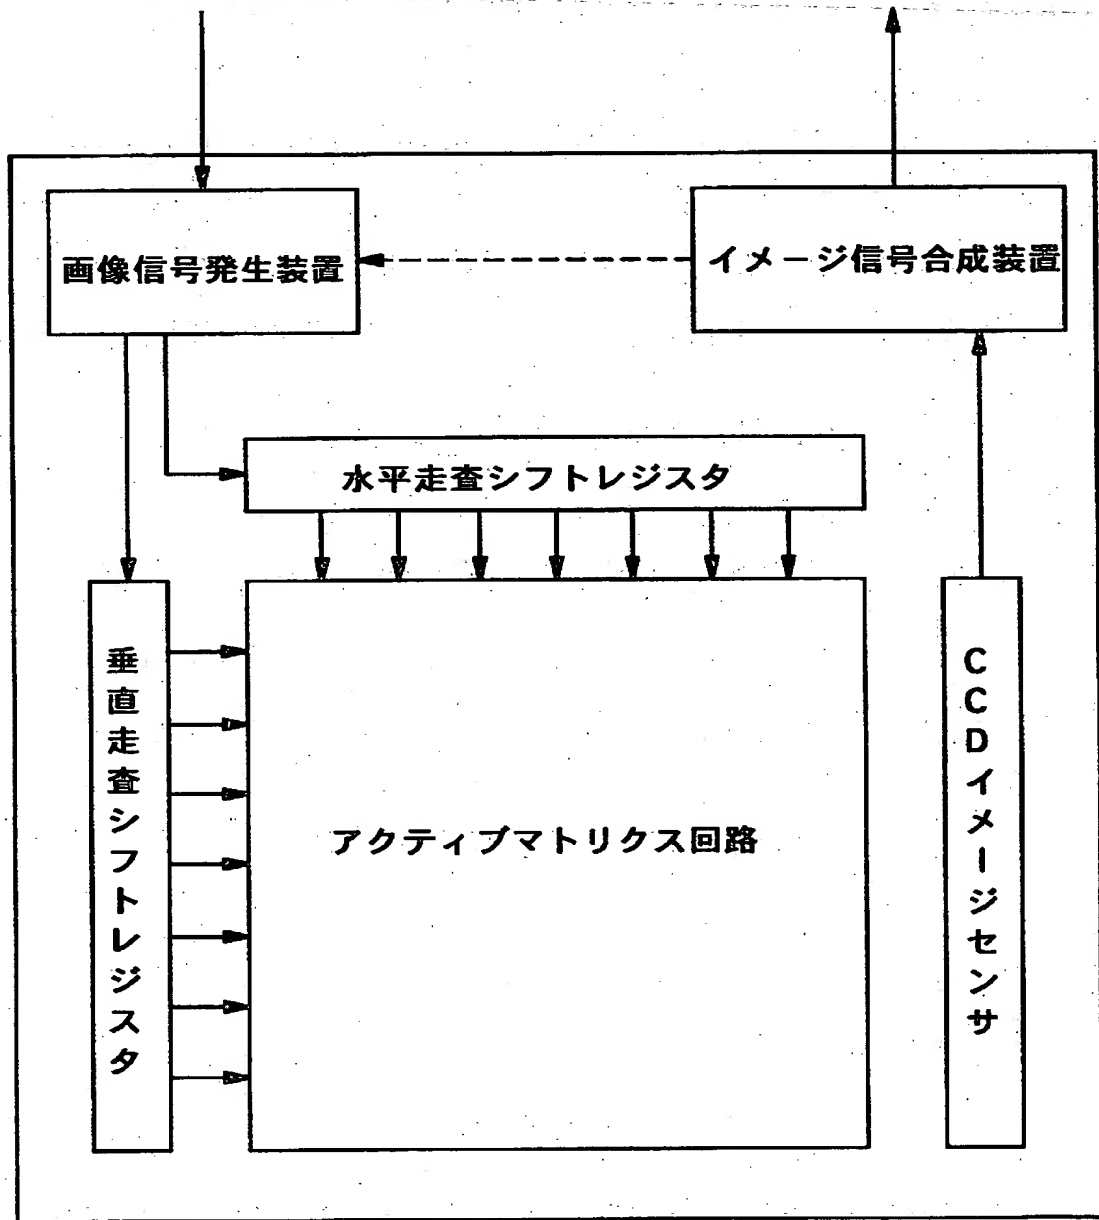 画像信号発生装置
イメージ信号合成装置
水平走査シフトレジスタ
垂直走査シフトレジスタ
アクティブマトリクス回路
CCDイメージセンサ